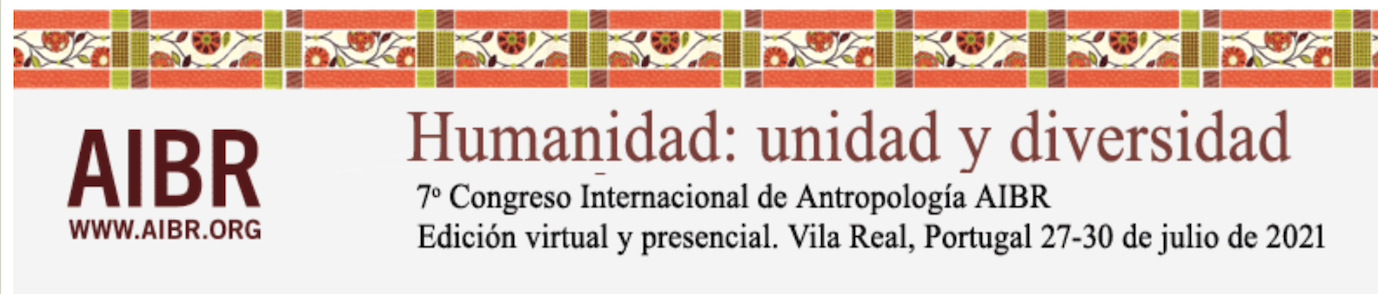 AIBR
WWW.AIBR.ORG
Humanidad: unidad y diversidad
7º Congreso Internacional de Antropología AIBR
Edición virtual y presencial. Vila Real, Portugal 27-30 de julio de 2021